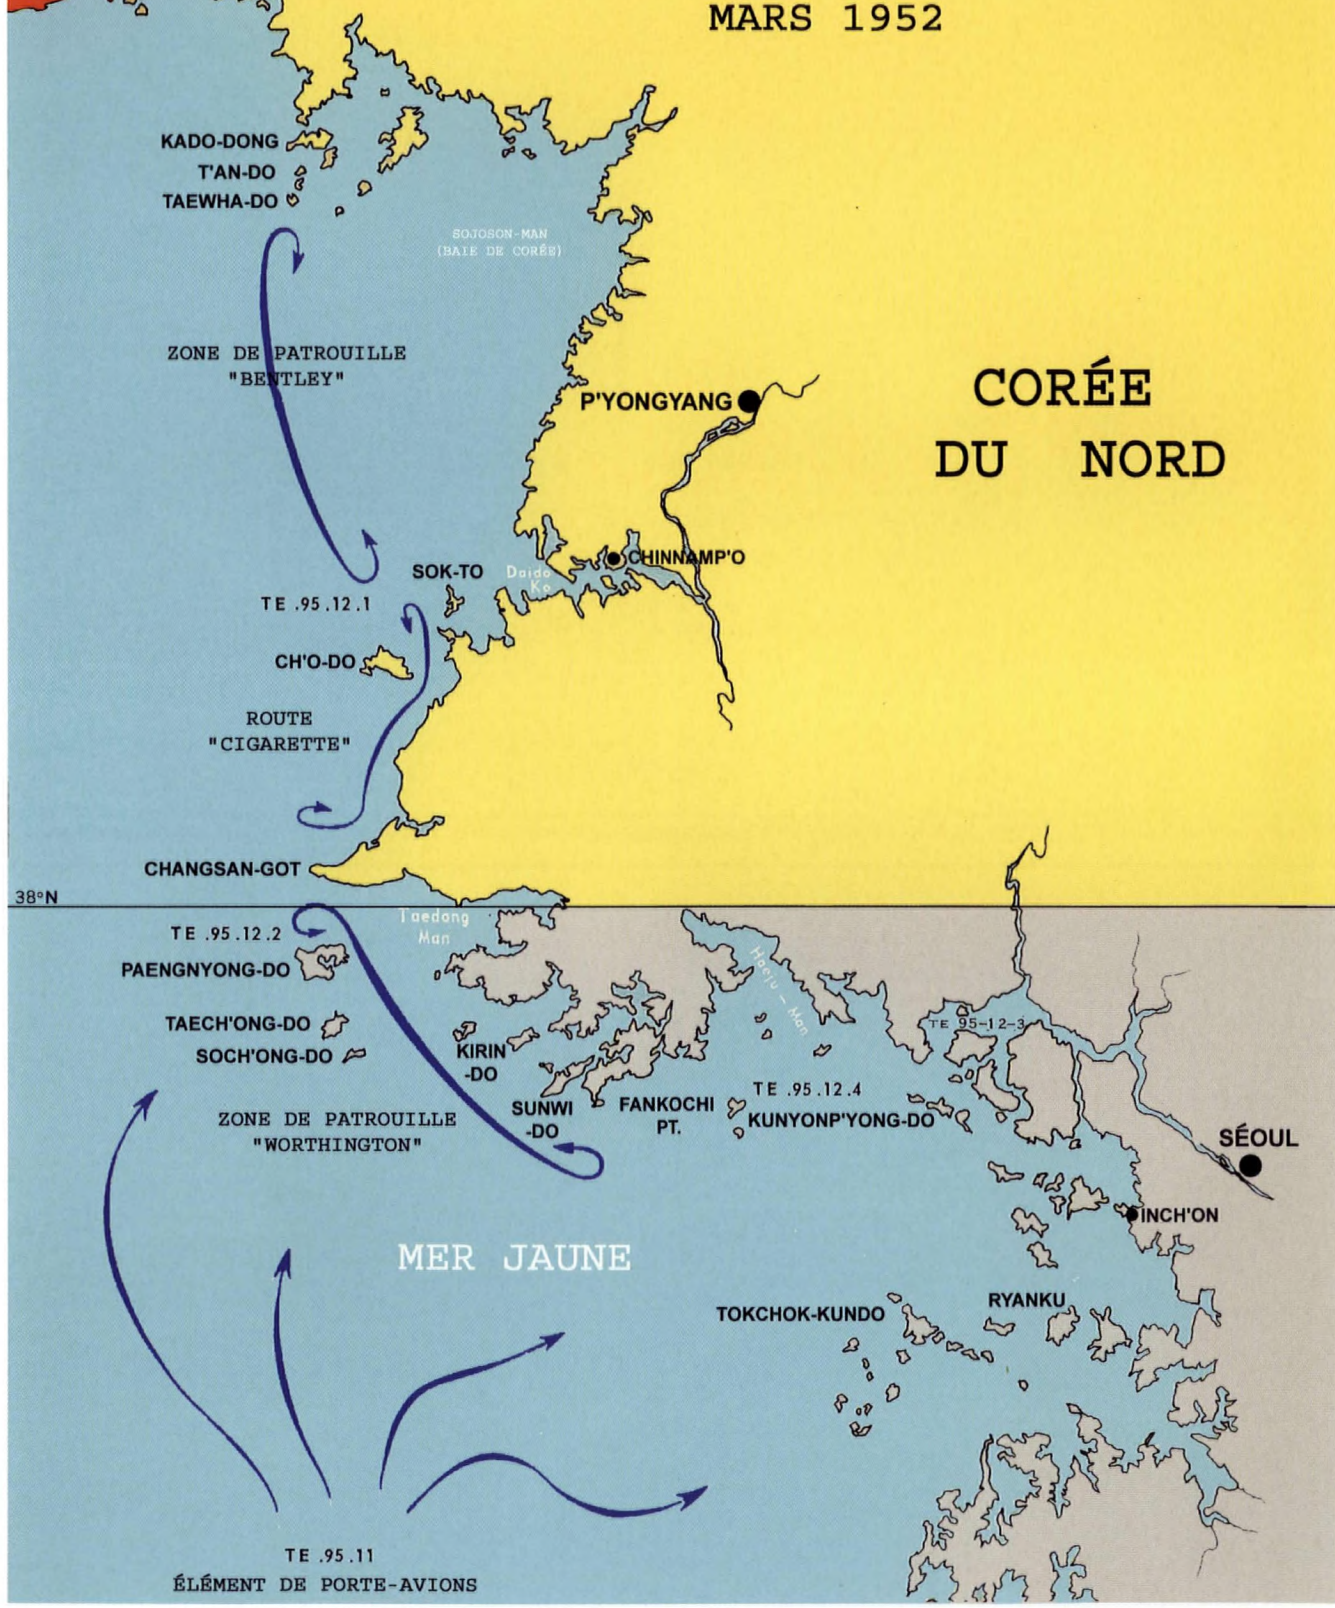 MARS 1952
KADO-DONG
T'AN-DO
TAEWHA-DO
SOJOSON-MAN
(BAIE DE CORÉE)
ZONE DE PATROUILLE
"BENTLEY"
CORÉE
DU NORD
P'YONGYANG
CHINNAMP'O
SOK-TO
Daido
Ko
TE .95.12.1
CH'O-DO
ROUTE
"CIGARETTE"
CHANGSAN-GOT
38°N
Taedong
Man
TE .95.12.2
PAENGNYONG-DO
Haeju - Man
TAECH'ONG-DO
TE 95-12-3
SOCH'ONG-DO
KIRIN
-DO
TE .95.12.4
SUNWI
-DO
FANKOCHI
PT.
KUNYONP'YONG-DO
ZONE DE PATROUILLE
"WORTHINGTON"
SÉOUL
INCH'ON
MER JAUNE
RYANKU
TOKCHOK-KUNDO
TE .95.11
ÉLÉMENT DE PORTE-AVIONS